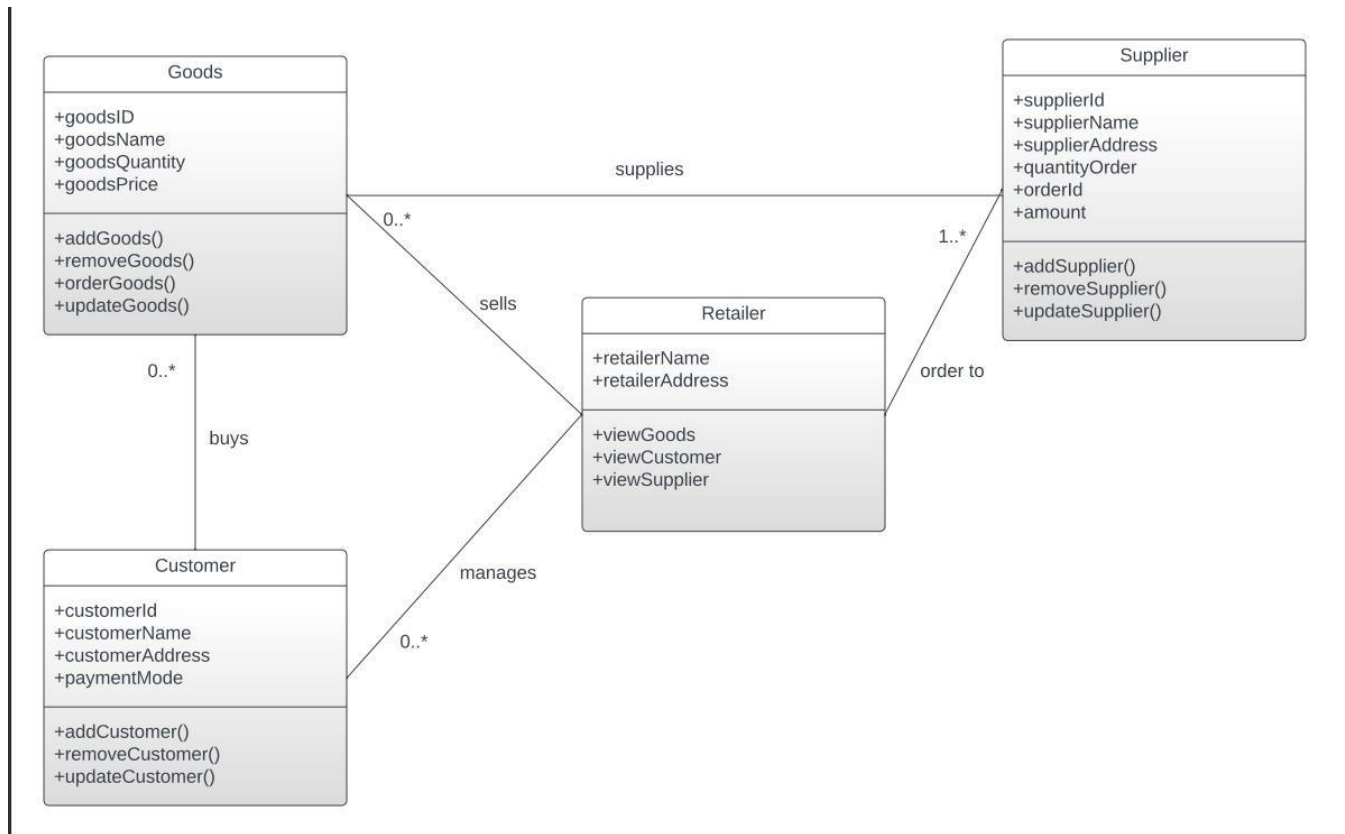 Goods
+goodsID
+goodsName
+goodsQuantity
+goodsPrice
+addGoods()
+removeGoods()
+orderGoods()
+updateGoods()
supplies
0..*
1..*
Supplier
+supplierId
+supplierName
+supplierAddress
+quantityOrder
+orderId
+amount
+addSupplier()
+removeSupplier()
+updateSupplier()
sells
Retailer
+retailerName
+retailerAddress
+viewGoods
+viewCustomer
+viewSupplier
order to
0..*
buys
manages
0..*
Customer
+customerId
+customerName
+customerAddress
+paymentMode
+addCustomer()
+removeCustomer()
+updateCustomer()